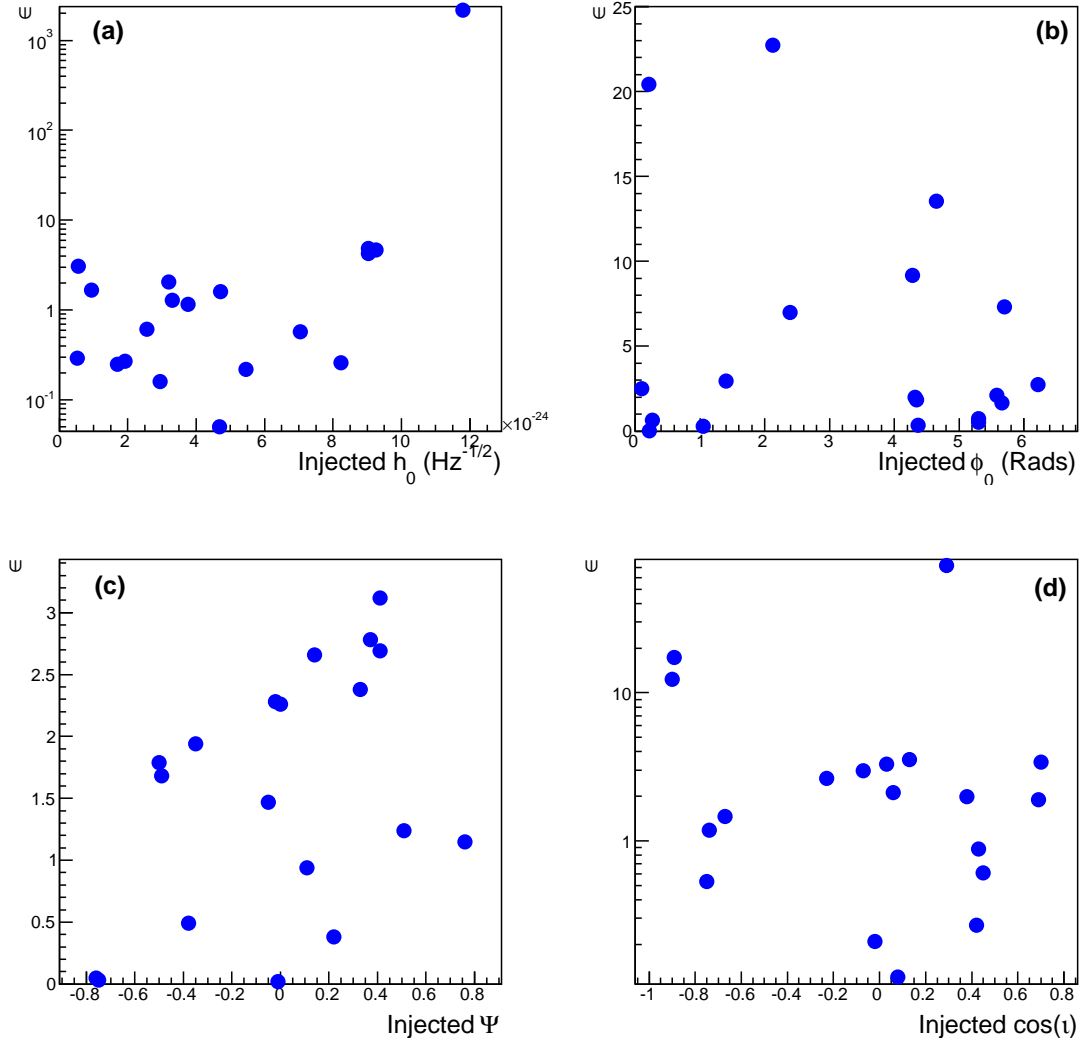 ∈
(a)
10³
10²
10
1
10⁻¹
0 2 4 6 8 10 12
×10⁻²⁴
Injected h₀ (Hz⁻¹/²)
(b)
25
20
15
10
5
0
0 1 2 3 4 5 6
Injected ϕ₀ (Rads)
∈
(c)
3
2.5
2
1.5
1
0.5
0
-0.8 -0.6 -0.4 -0.2 0 0.2 0.4 0.6 0.8
Injected Ψ
∈
(d)
10
1
-1 -0.8 -0.6 -0.4 -0.2 0 0.2 0.4 0.6 0.8
Injected cos(ι)